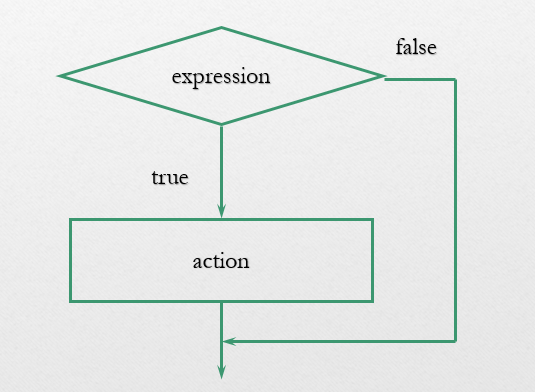 false
expression
true
action